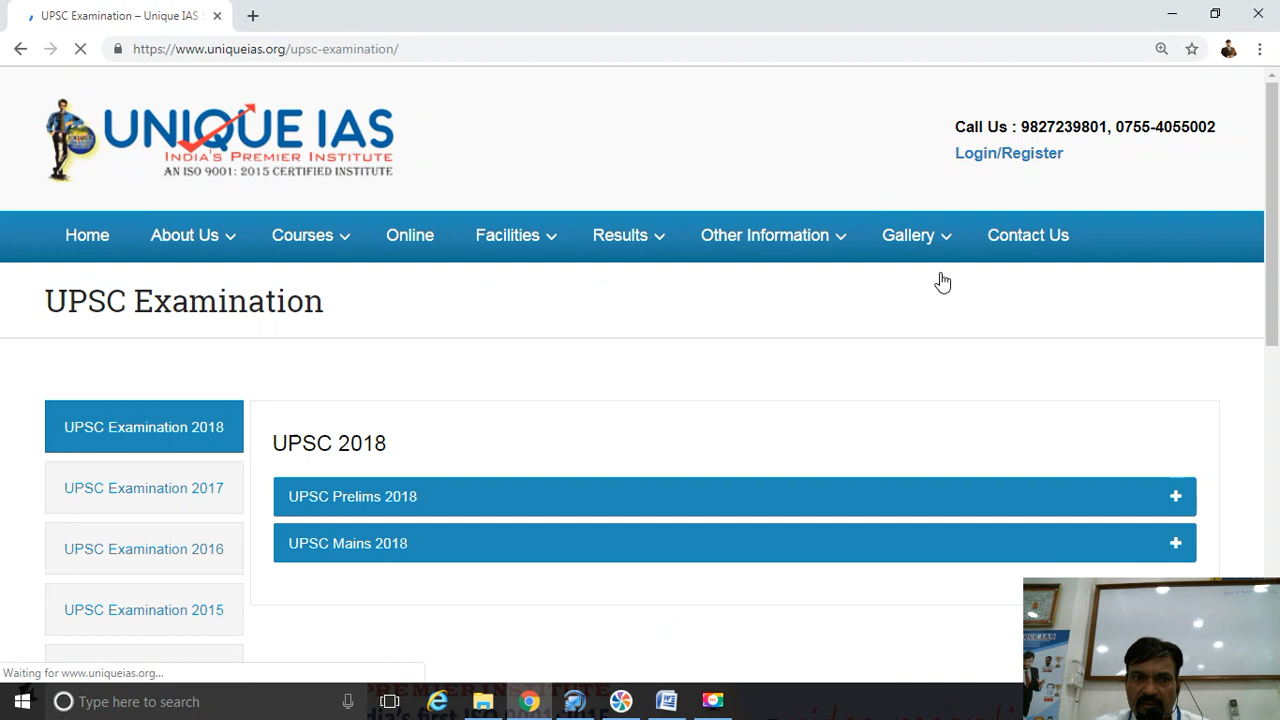 UPSC Examination – Unique IAS S
https://www.uniqueias.org/upsc-examination/
UNIQUE IAS
INDIA'S PREMIER INSTITUTE
AN ISO 9001: 2015 CERTIFIED INSTITUTE
Call Us : 9827239801, 0755-4055002
Login/Register
Home
About Us
Courses
Online
Facilities
Results
Other Information
Gallery
Contact Us
UPSC Examination
UPSC Examination 2018
UPSC Examination 2017
UPSC Examination 2016
UPSC Examination 2015
UPSC 2018
UPSC Prelims 2018
UPSC Mains 2018
Waiting for www.uniqueias.org...
UNIQUE IAS
Type here to search